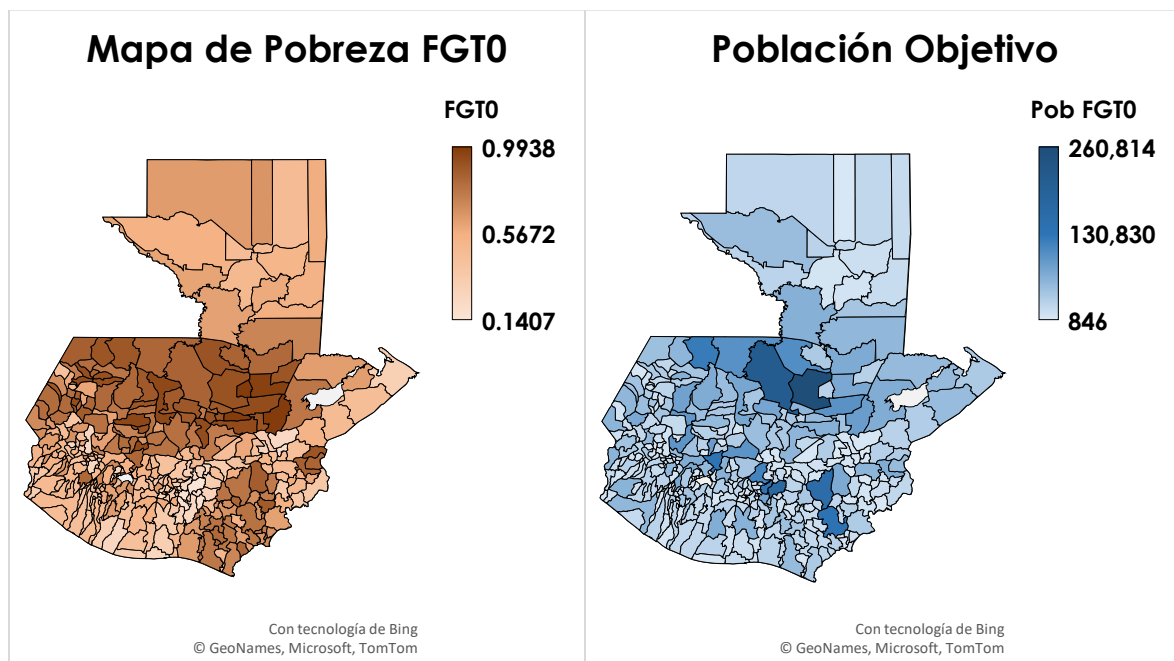 Mapa de Pobreza FGT0
FGT0
0.9938
0.5672
0.1407
Con tecnología de Bing
© GeoNames, Microsoft, TomTom
Población Objetivo
Pob FGT0
260,814
130,830
846
Con tecnología de Bing
© GeoNames, Microsoft, TomTom